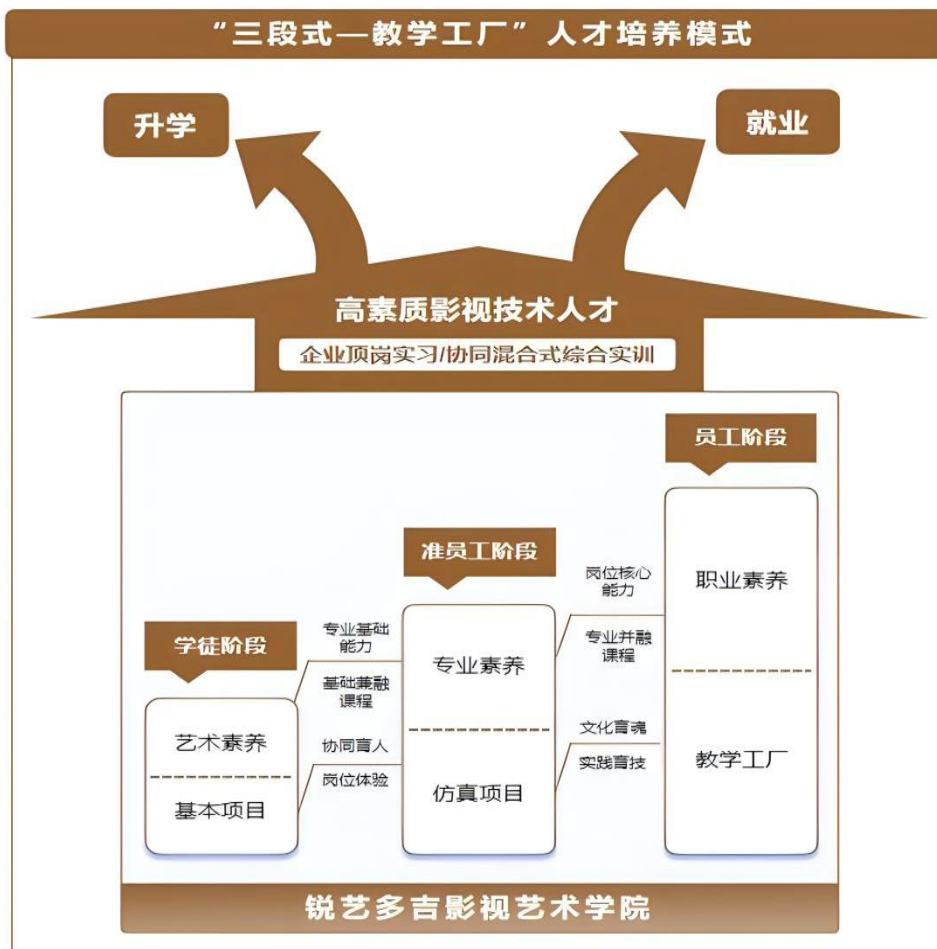 “三段式—教学工厂”人才培养模式
升学
就业
高素质影视技术人才
企业顶岗实习/协同混合式综合实训
员工阶段
职业素养
教学工厂
准员工阶段
专业素养
仿真项目
岗位核心
能力
专业并融
课程
文化育魂
实践育技
学徒阶段
艺术素养
基本项目
专业基础
能力
基础兼融
课程
协同育人
岗位体验
锐艺多吉影视艺术学院